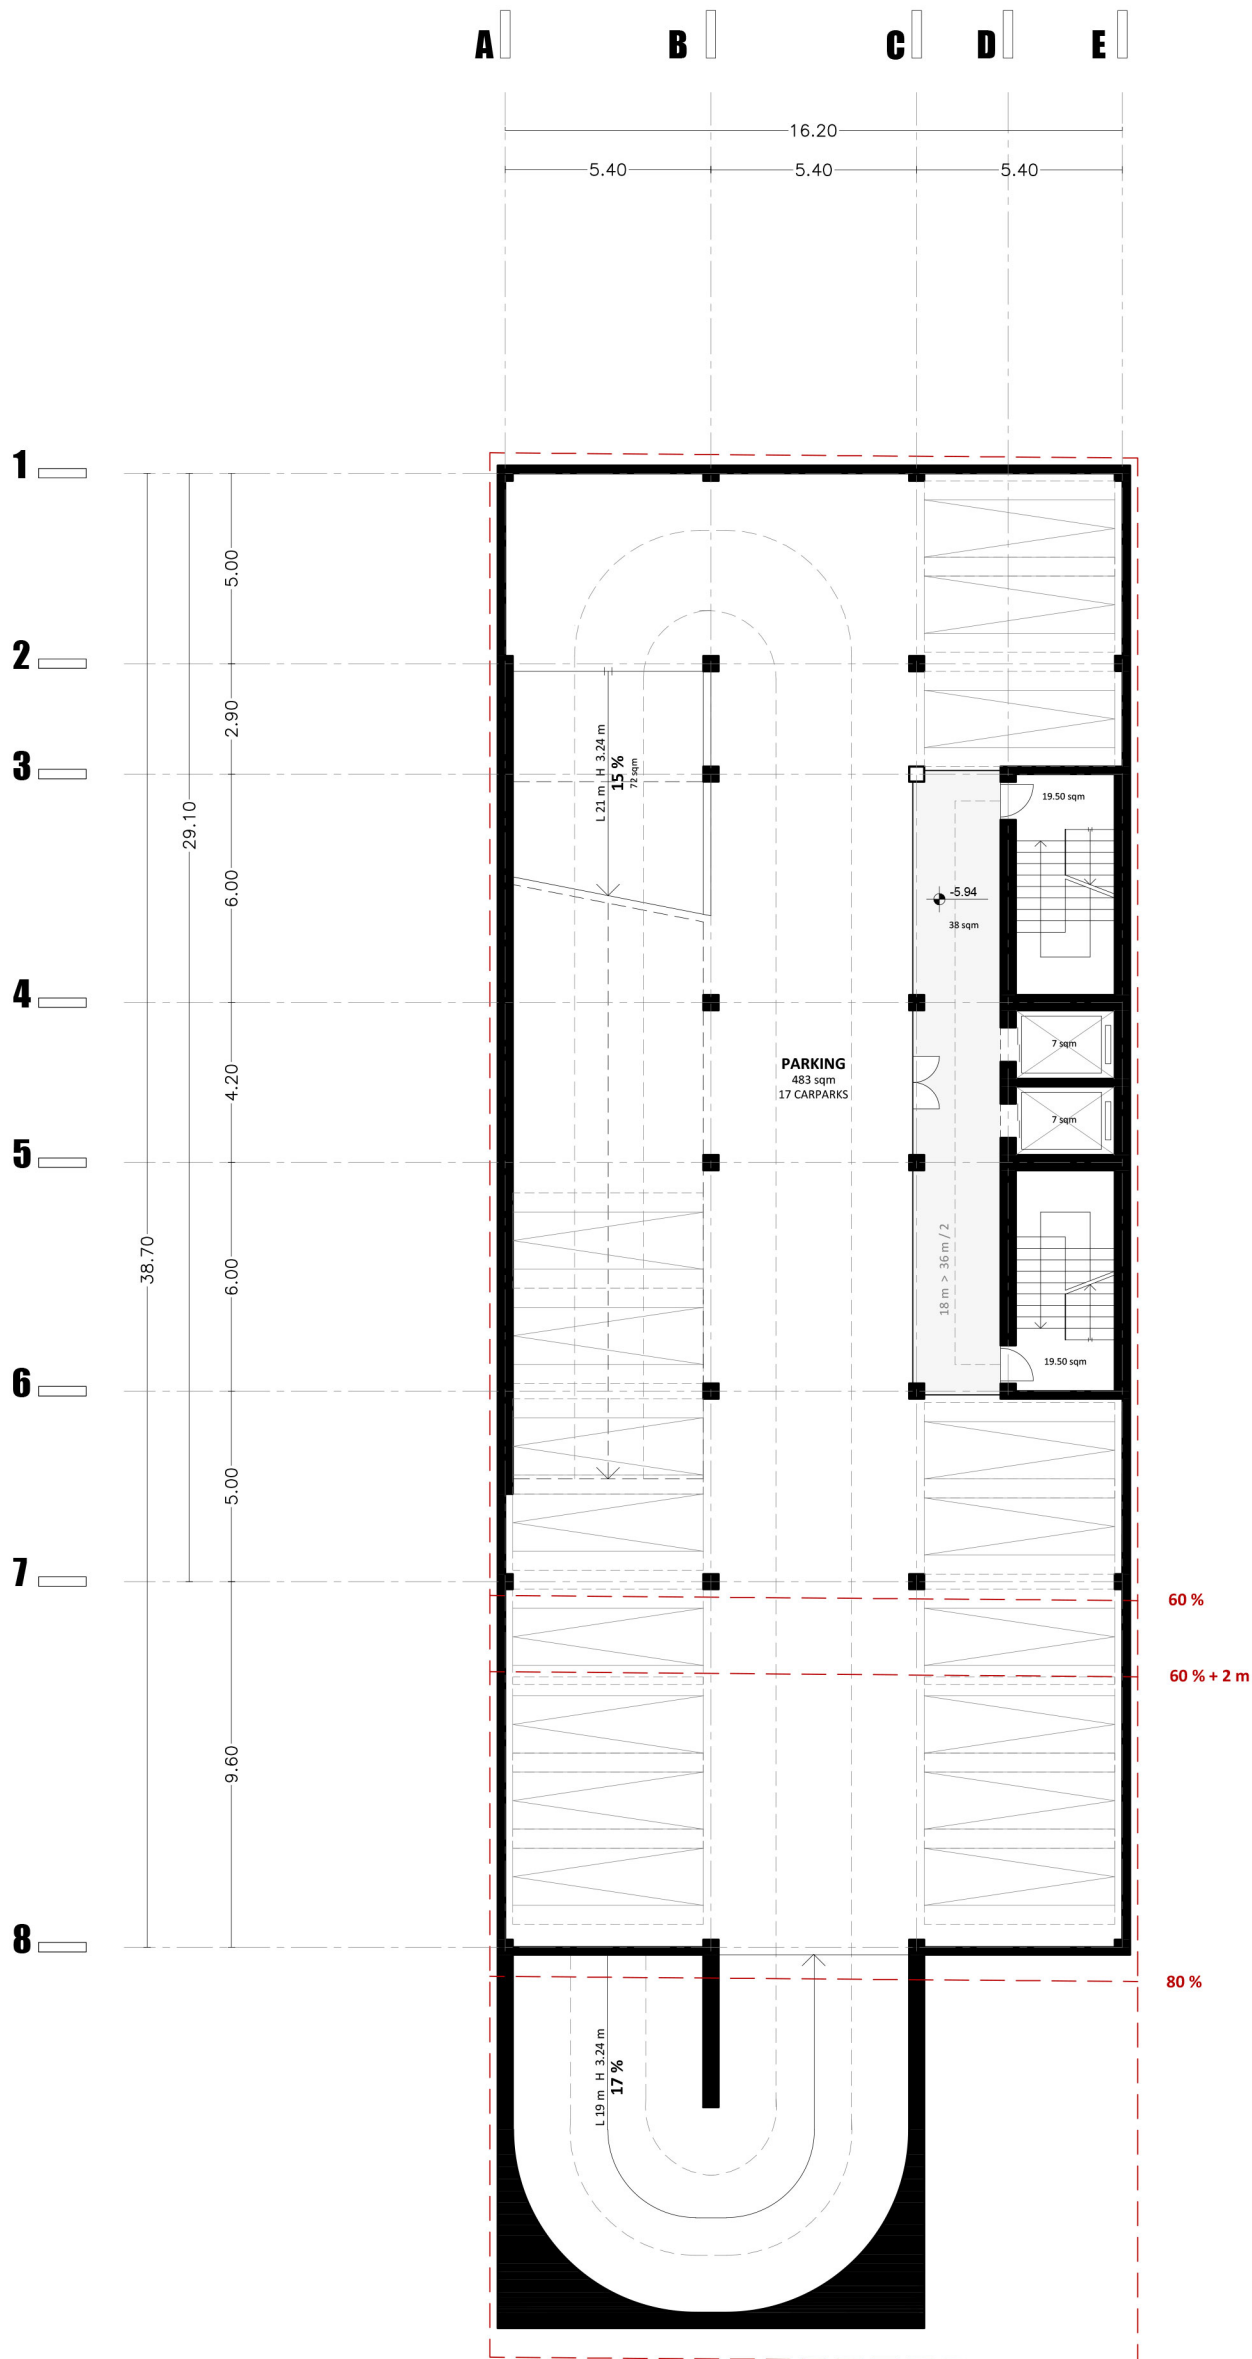 A B C D E
16.20
5.40 5.40 5.40
1
5.00
2
2.90
3
29.10
6.00
4
4.20
5
38.70
6.00
6
5.00
7
9.60
8
L 21 m H 3.24 m
15 %
72 sqm
19.50 sqm
-5.94
38 sqm
7 sqm
PARKING
483 sqm
17 CARPARKS
7 sqm
18 m > 36 m / 2
19.50 sqm
60 %
60 % + 2 m
80 %
L 19 m H 3.24 m
17 %